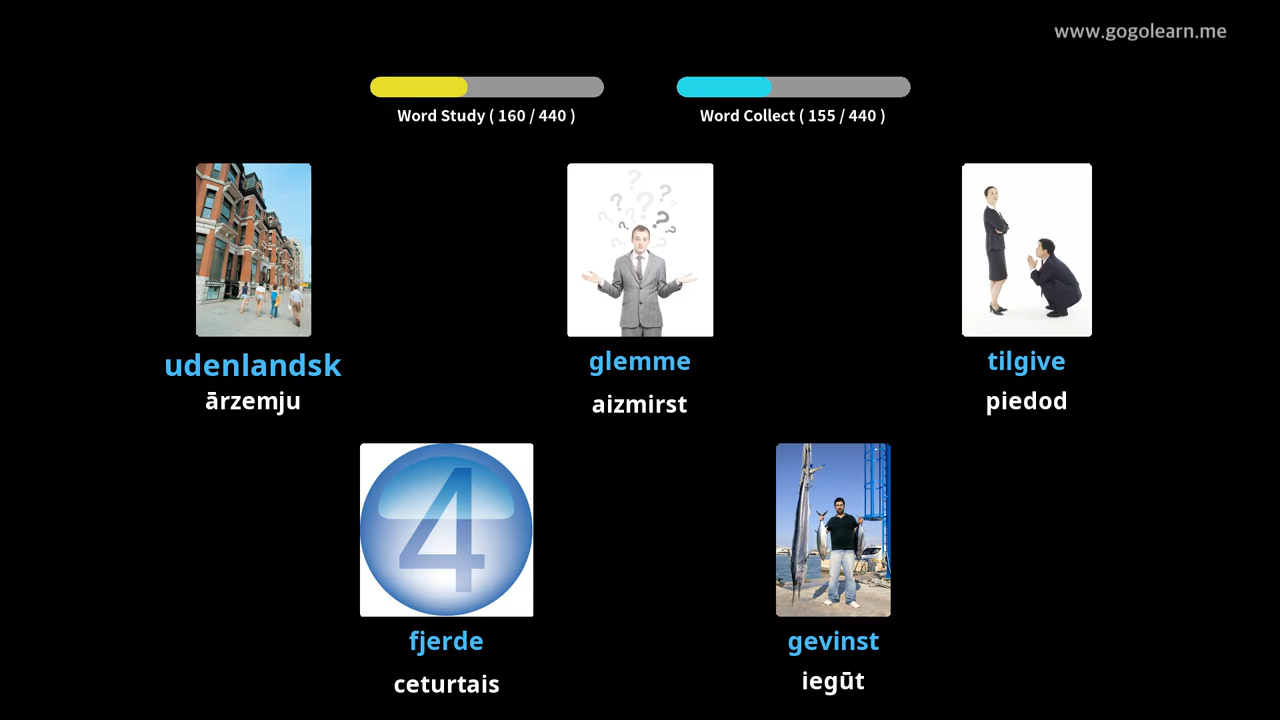 www.gogolearn.me
Word Study ( 160 / 440 )
Word Collect ( 155 / 440 )
udenlandsk
ārzemju
glemme
aizmirst
tilgive
piedod
4
fjerde
ceturtais
gevinst
iegūt